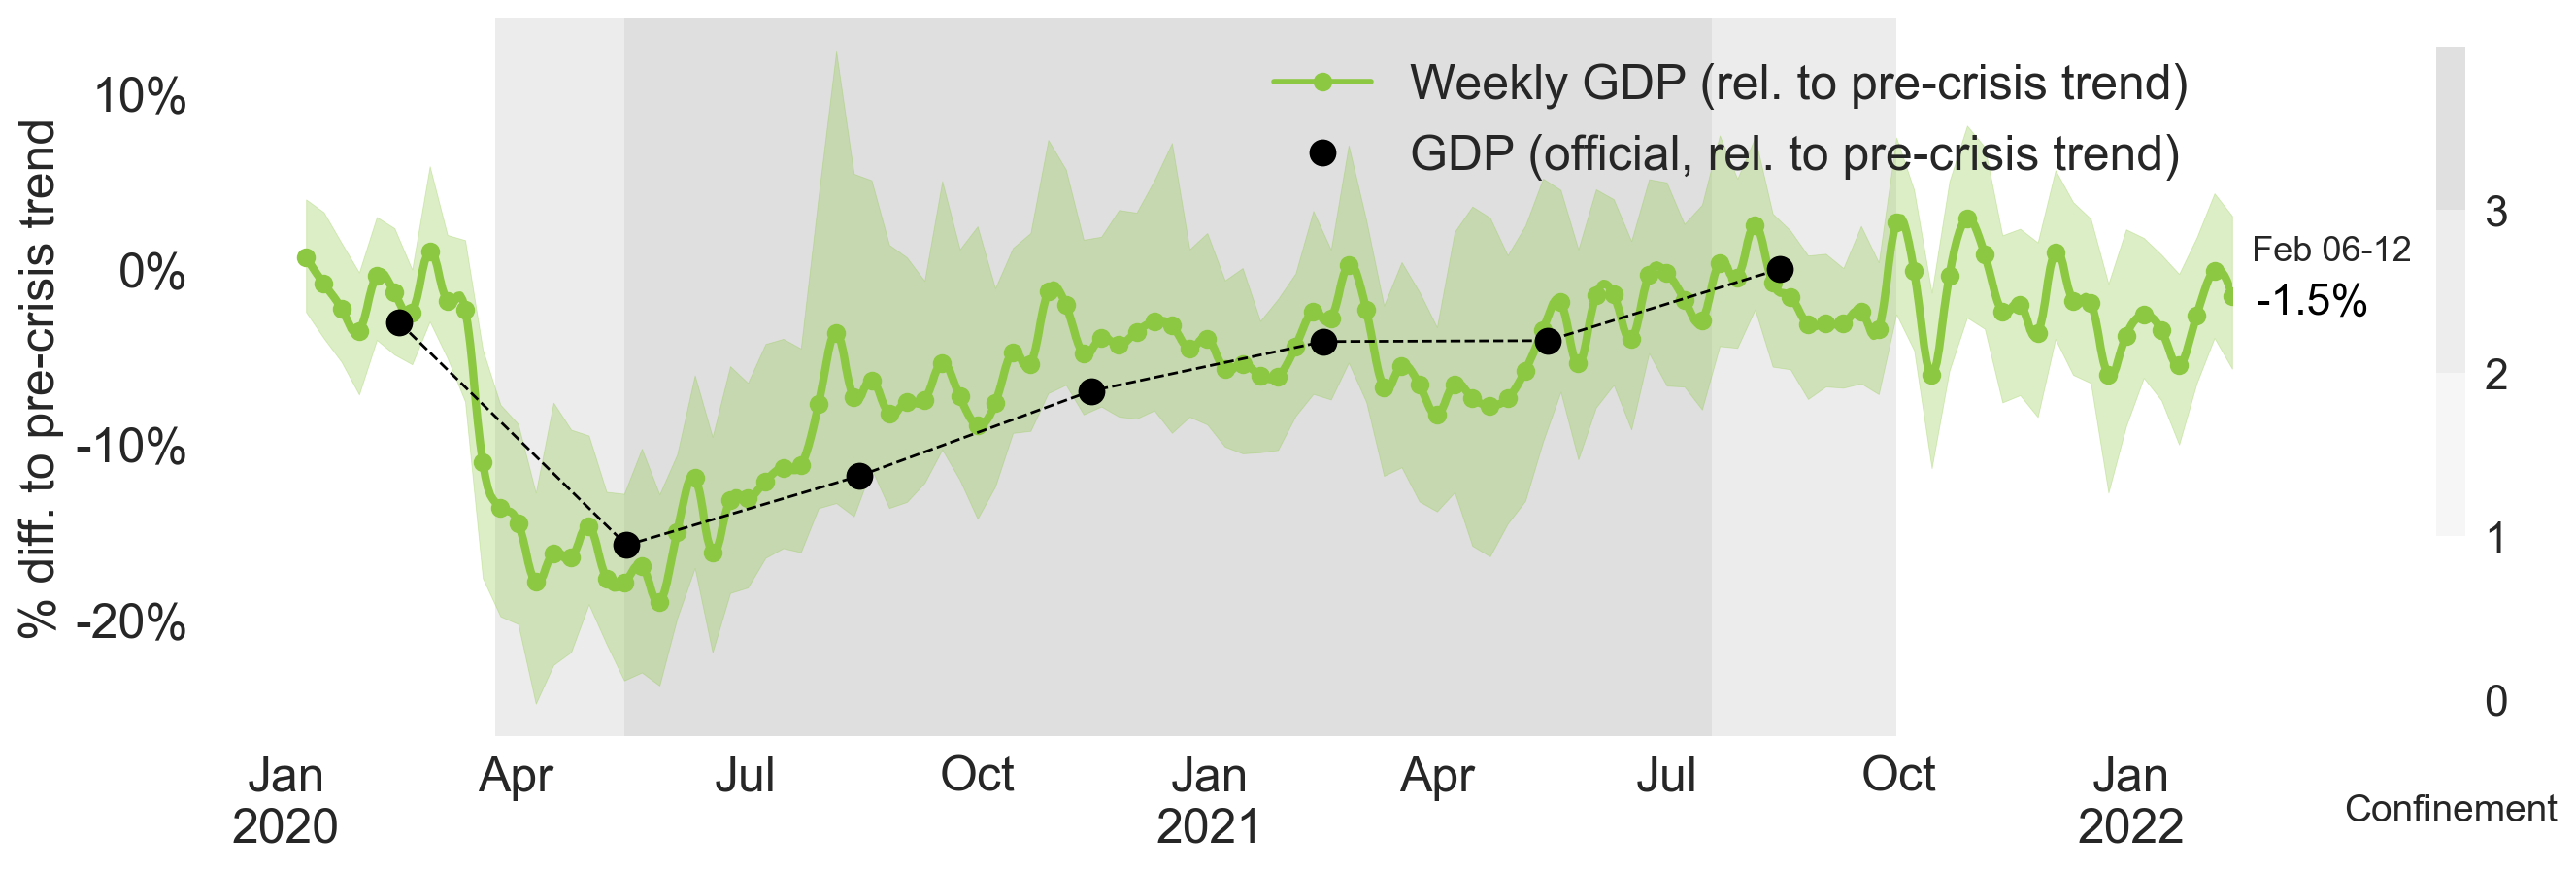 Weekly GDP (rel. to pre-crisis trend)
GDP (official, rel. to pre-crisis trend)
% diff. to pre-crisis trend
10%
0%
-10%
-20%
Feb 06-12
-1.5%
3
2
1
0
Confinement
Jan Apr Jul Oct Jan Apr Jul Oct Jan
2020 2021 2022